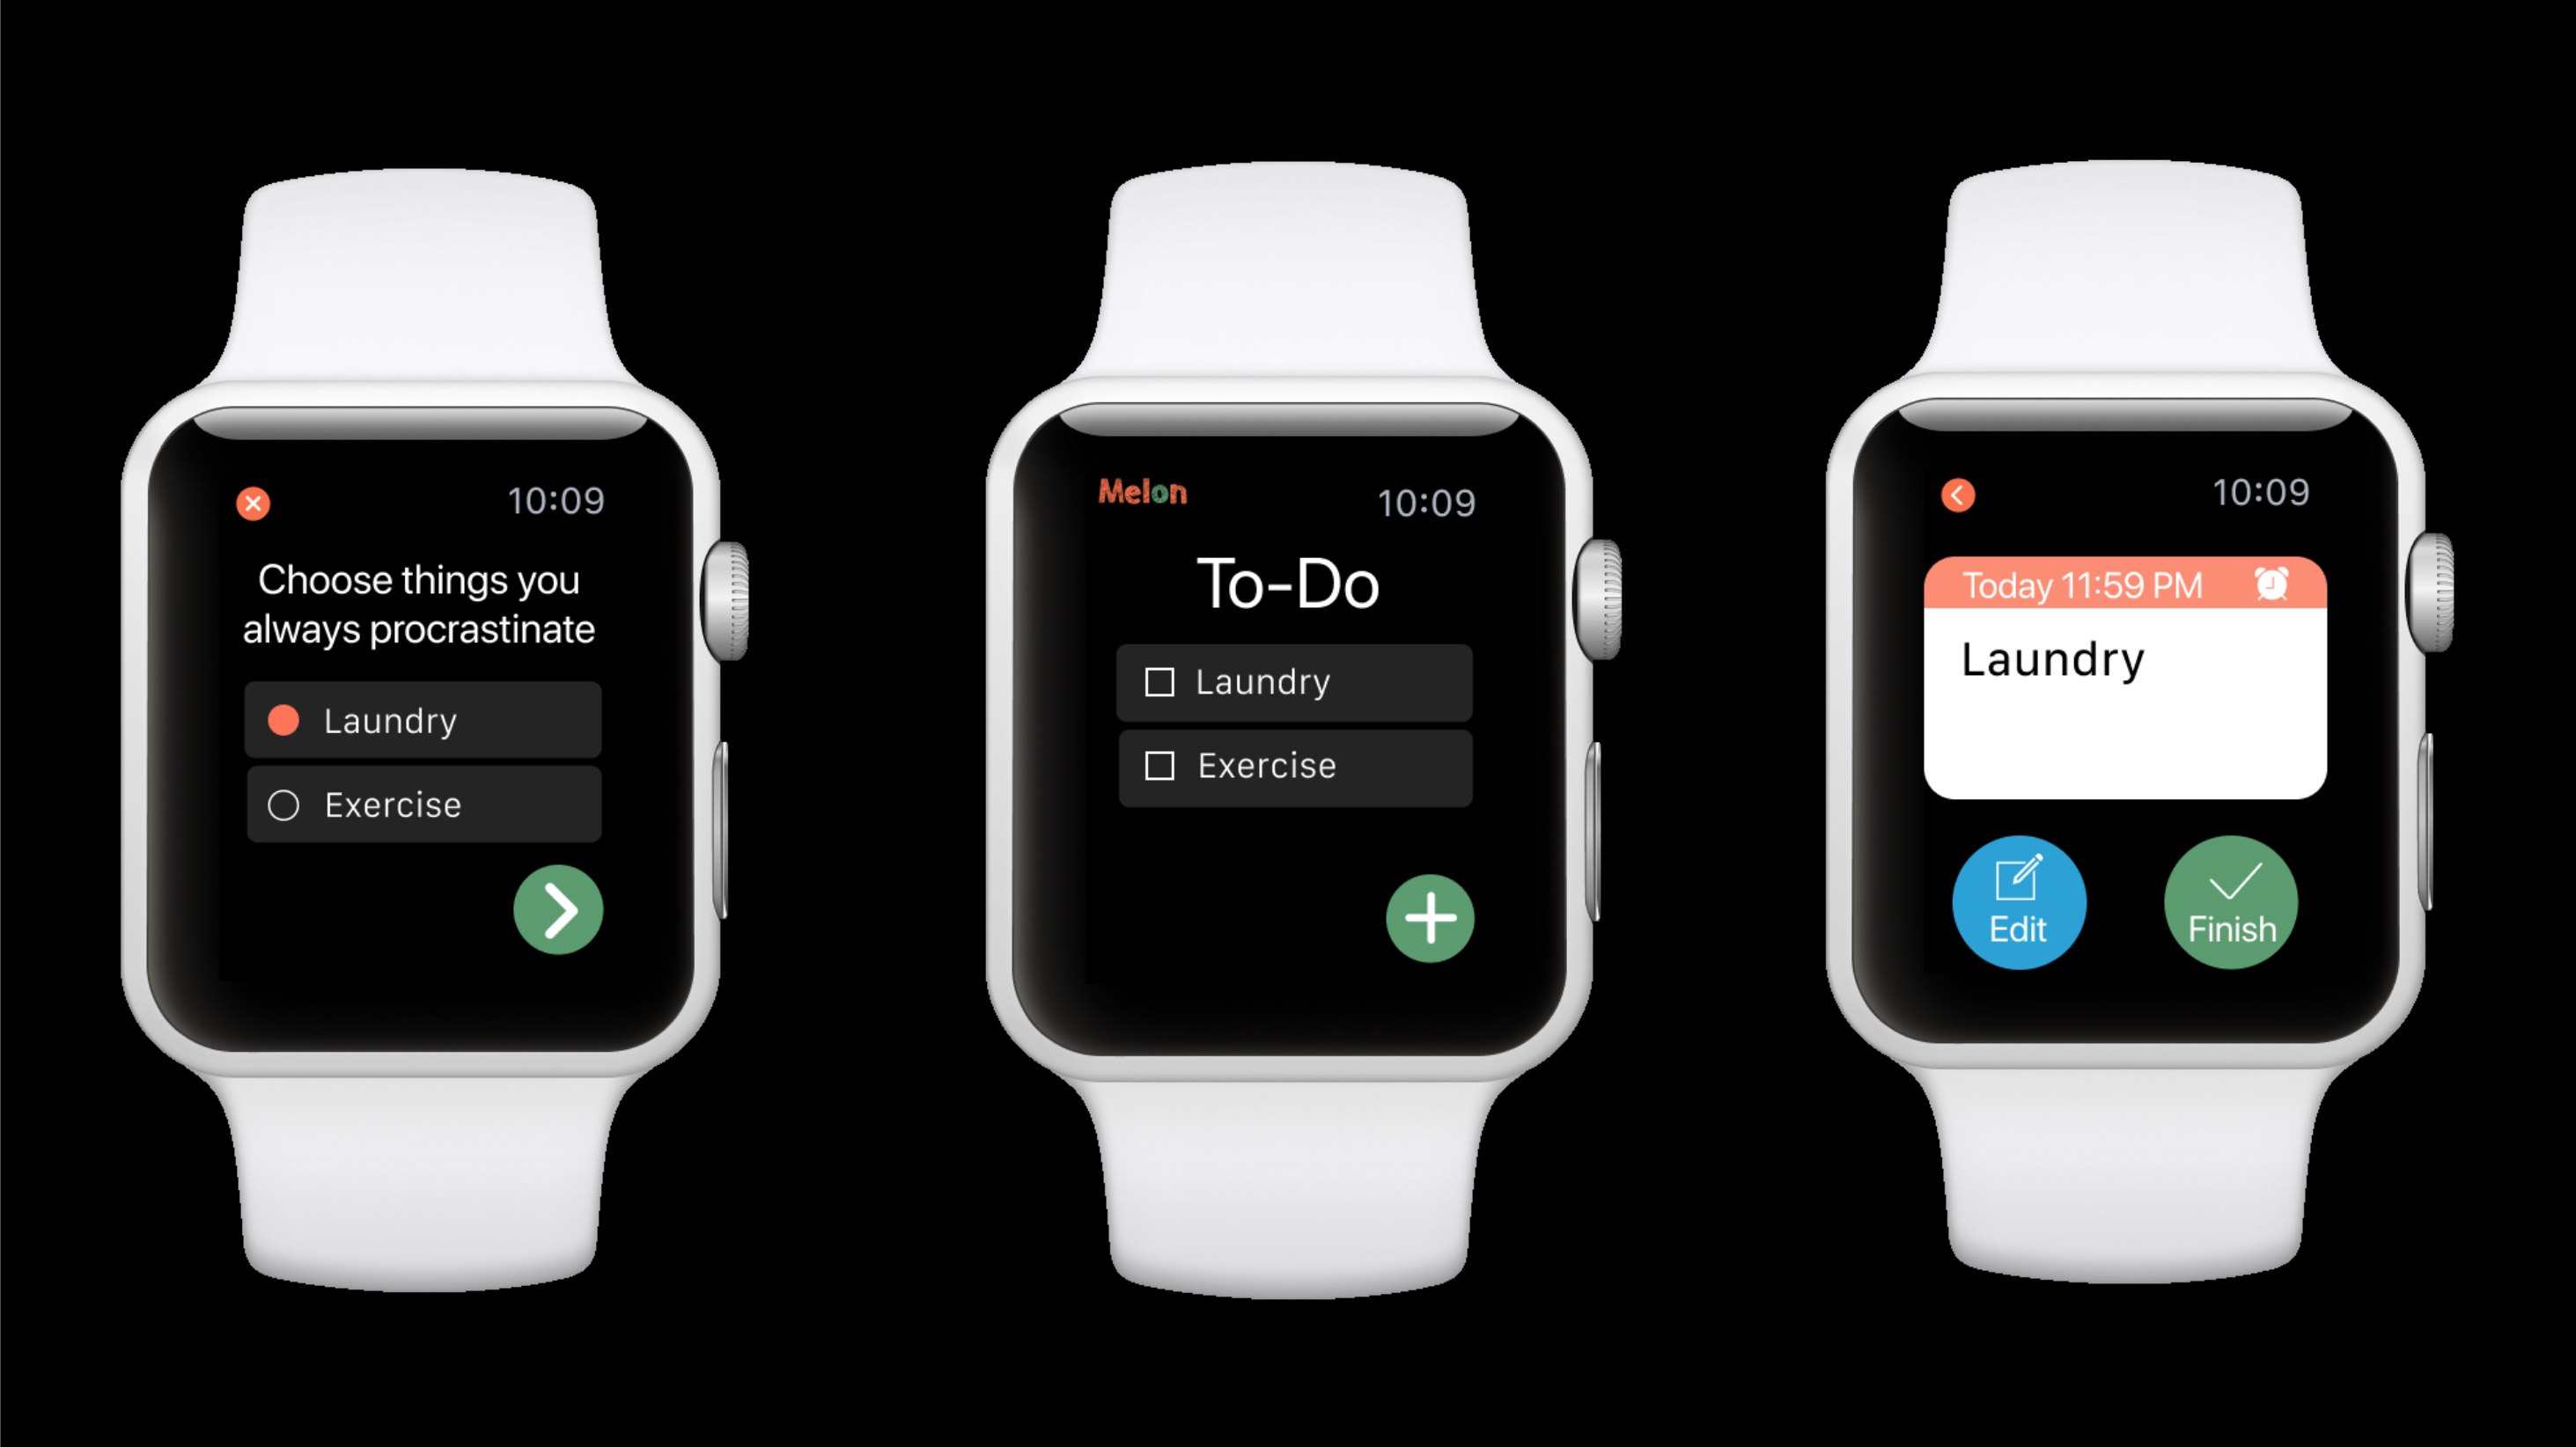 10:09
Choose things you
always procrastinate
Laundry
Exercise
Melon
10:09
To-Do
Laundry
Exercise
10:09
Today 11:59 PM
Laundry
Edit
Finish